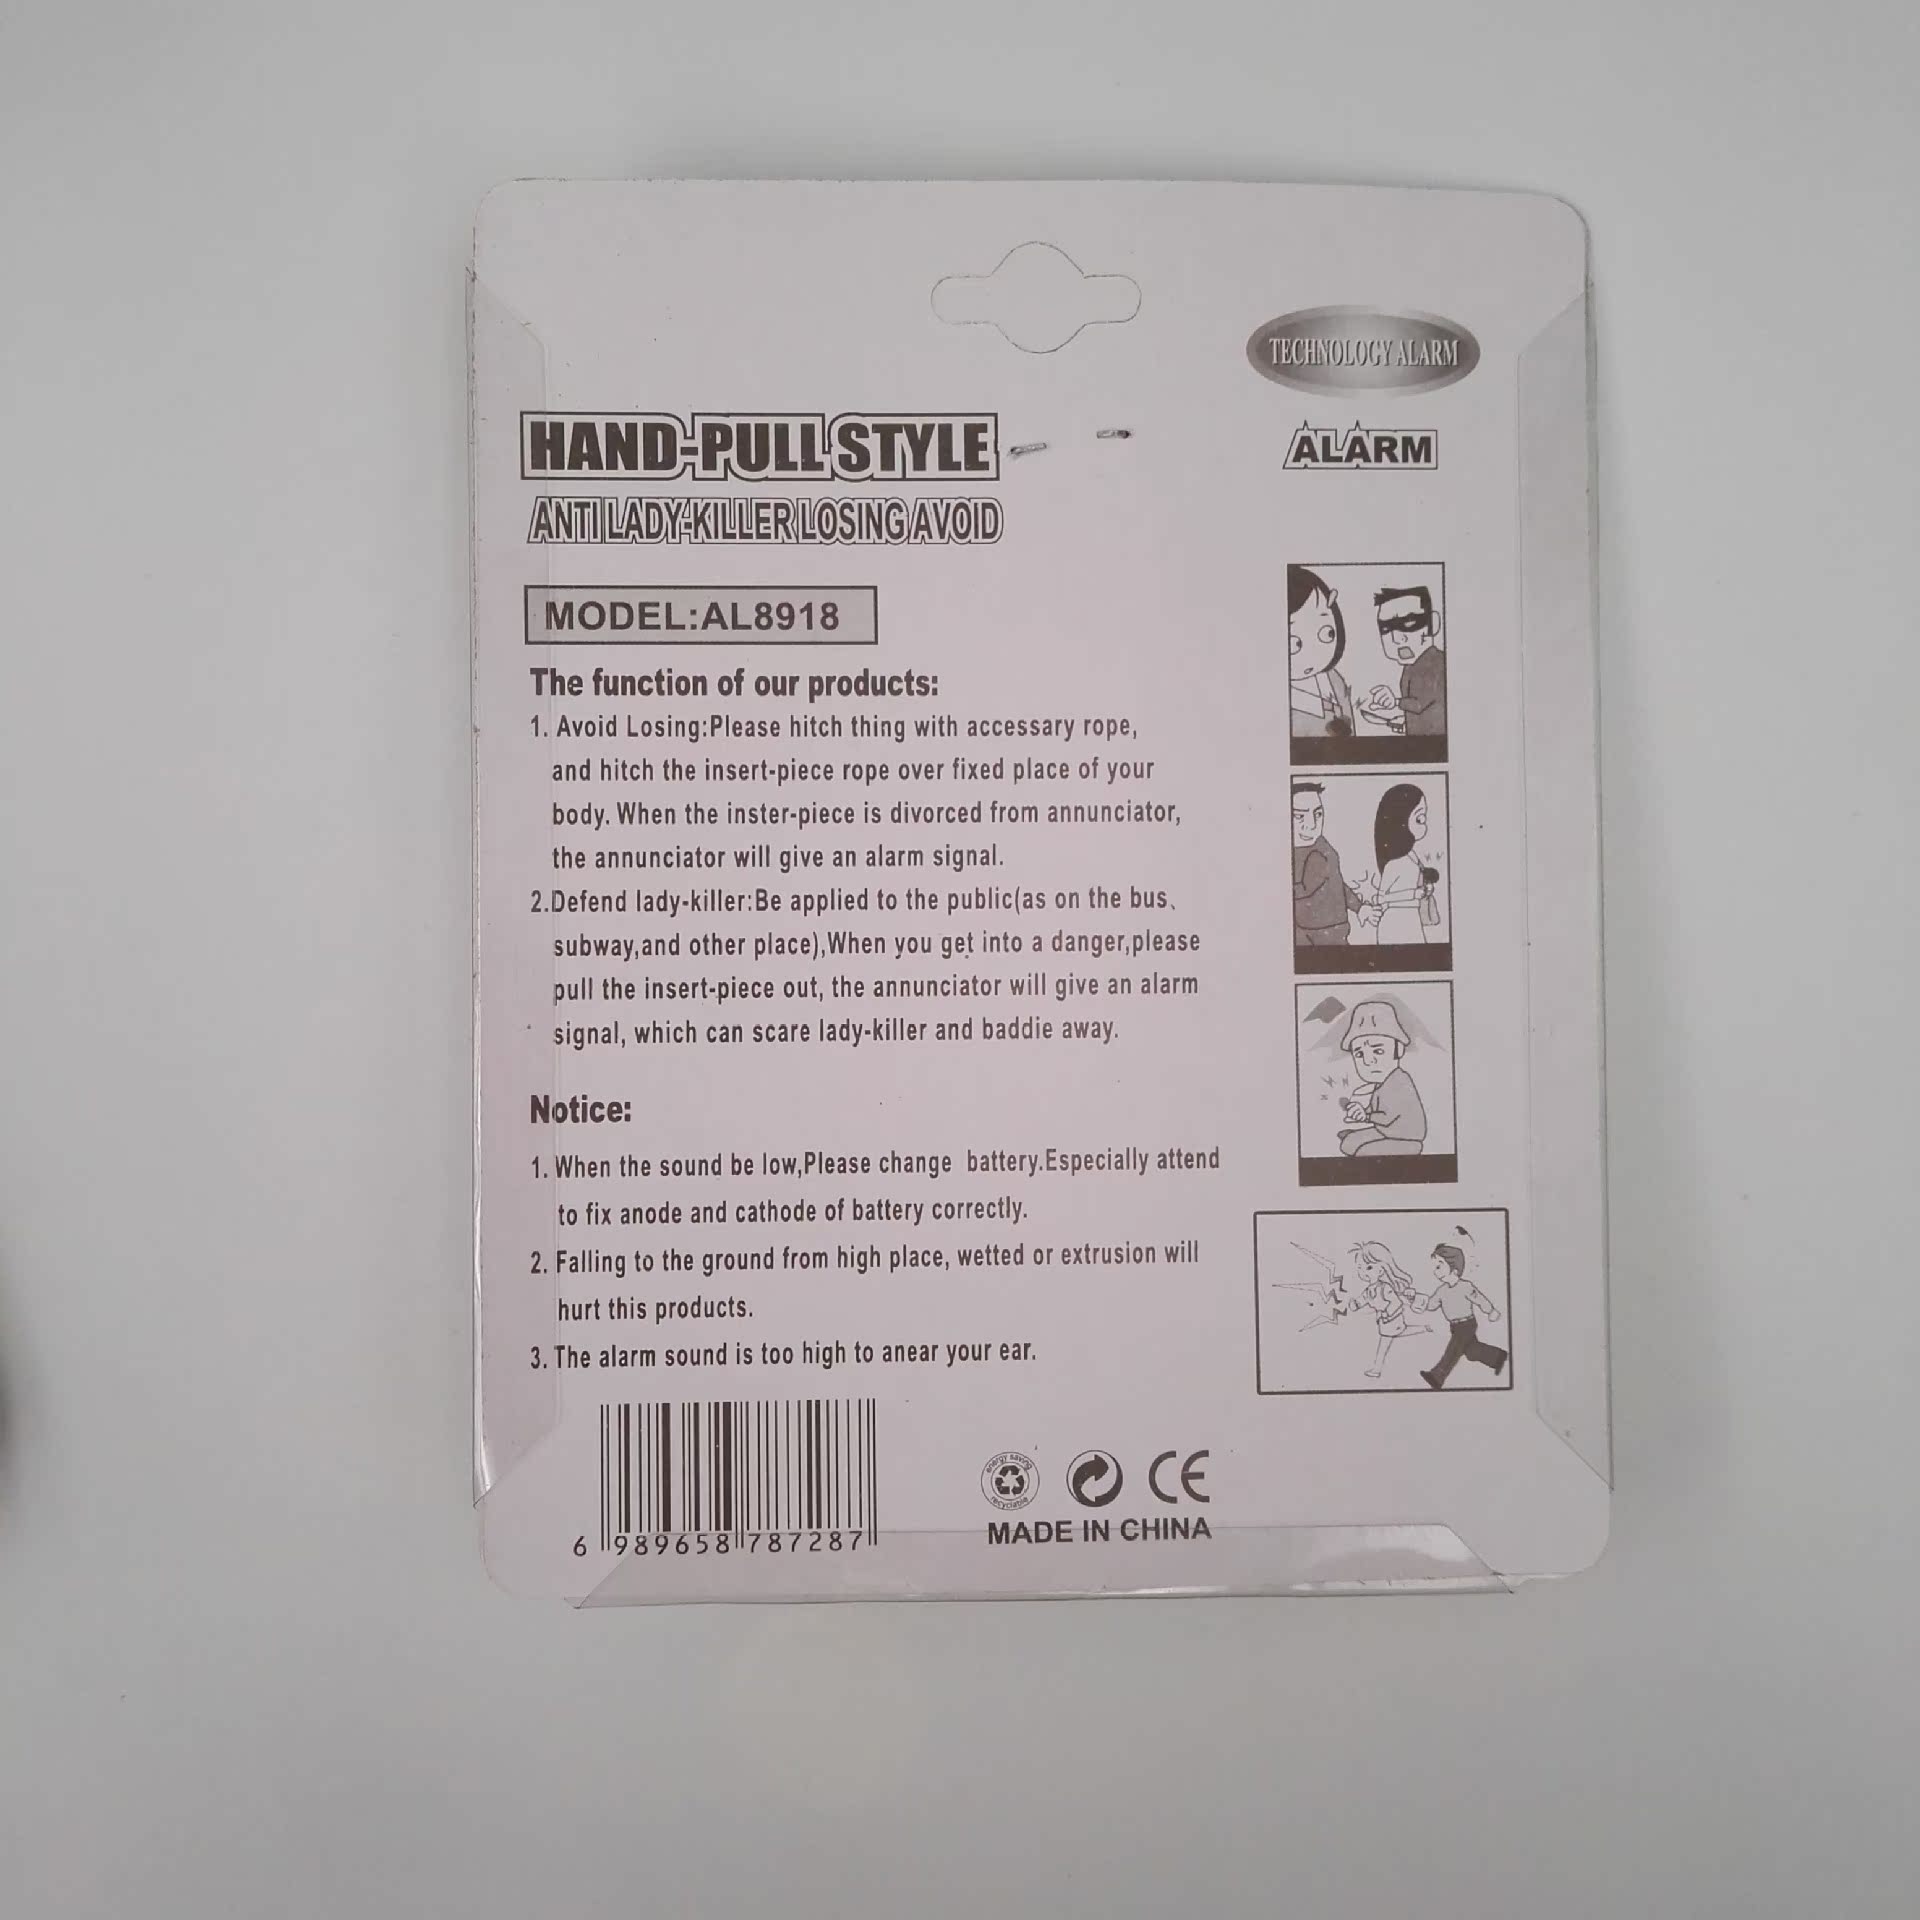 TECHNOLOGY ALARM
HAND-PULL STYLE
ALARM
ANTI LADY-KILLER LOSING AVOID
MODEL:AL8918
The function of our products:
1. Avoid Losing:Please hitch thing with accessary rope,
and hitch the insert-piece rope over fixed place of your
body. When the inster-piece is divorced from annunciator,
the annunciator will give an alarm signal.
2.Defend lady-killer:Be applied to the public(as on the bus、
subway,and other place),When you get into a danger,please
pull the insert-piece out, the annunciator will give an alarm
signal, which can scare lady-killer and baddie away.
Notice:
1. When the sound be low,Please change battery.Especially attend
to fix anode and cathode of battery correctly.
2. Falling to the ground from high place, wetted or extrusion will
hurt this products.
3. The alarm sound is too high to anear your ear.
6 989658 787287
energy saving
recyclable
CE
MADE IN CHINA